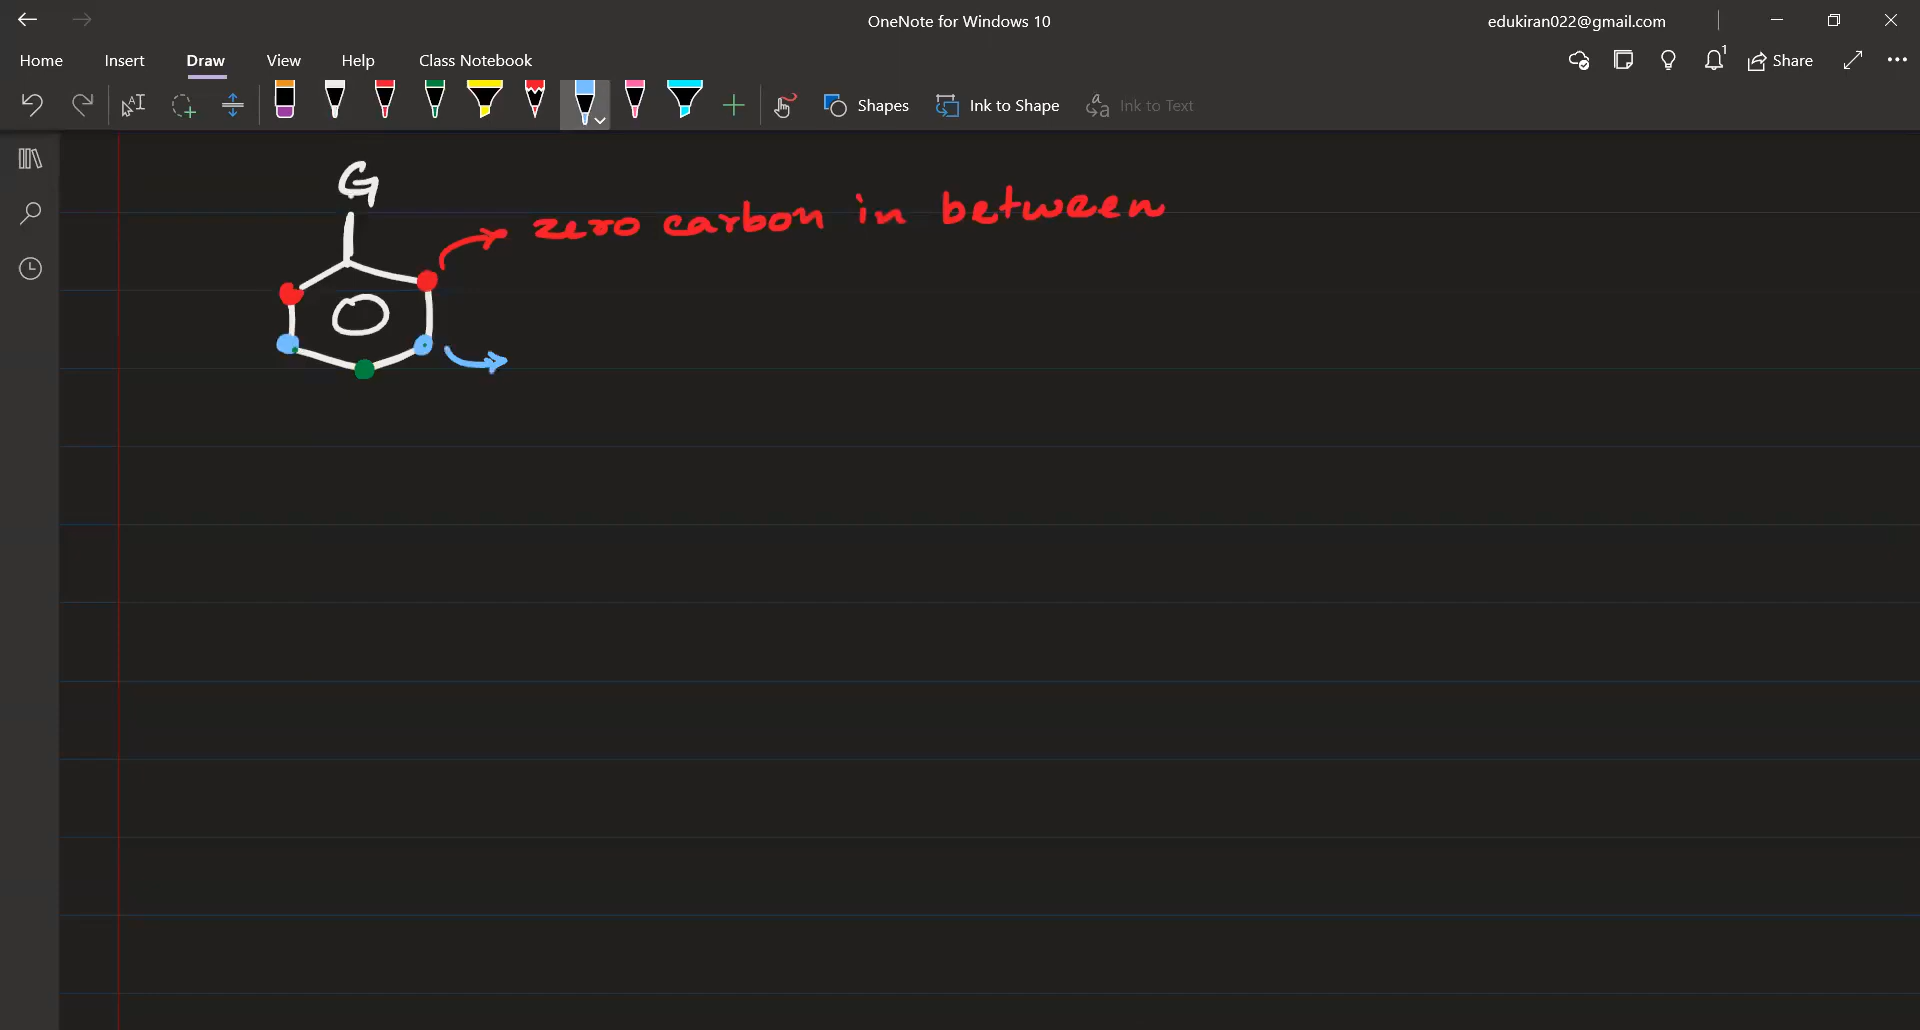 OneNote for Windows 10
edukiran022@gmail.com
Home Insert Draw View Help Class Notebook
1
Share
Shapes
Ink to Shape
Ink to Text
G
zero carbon in between